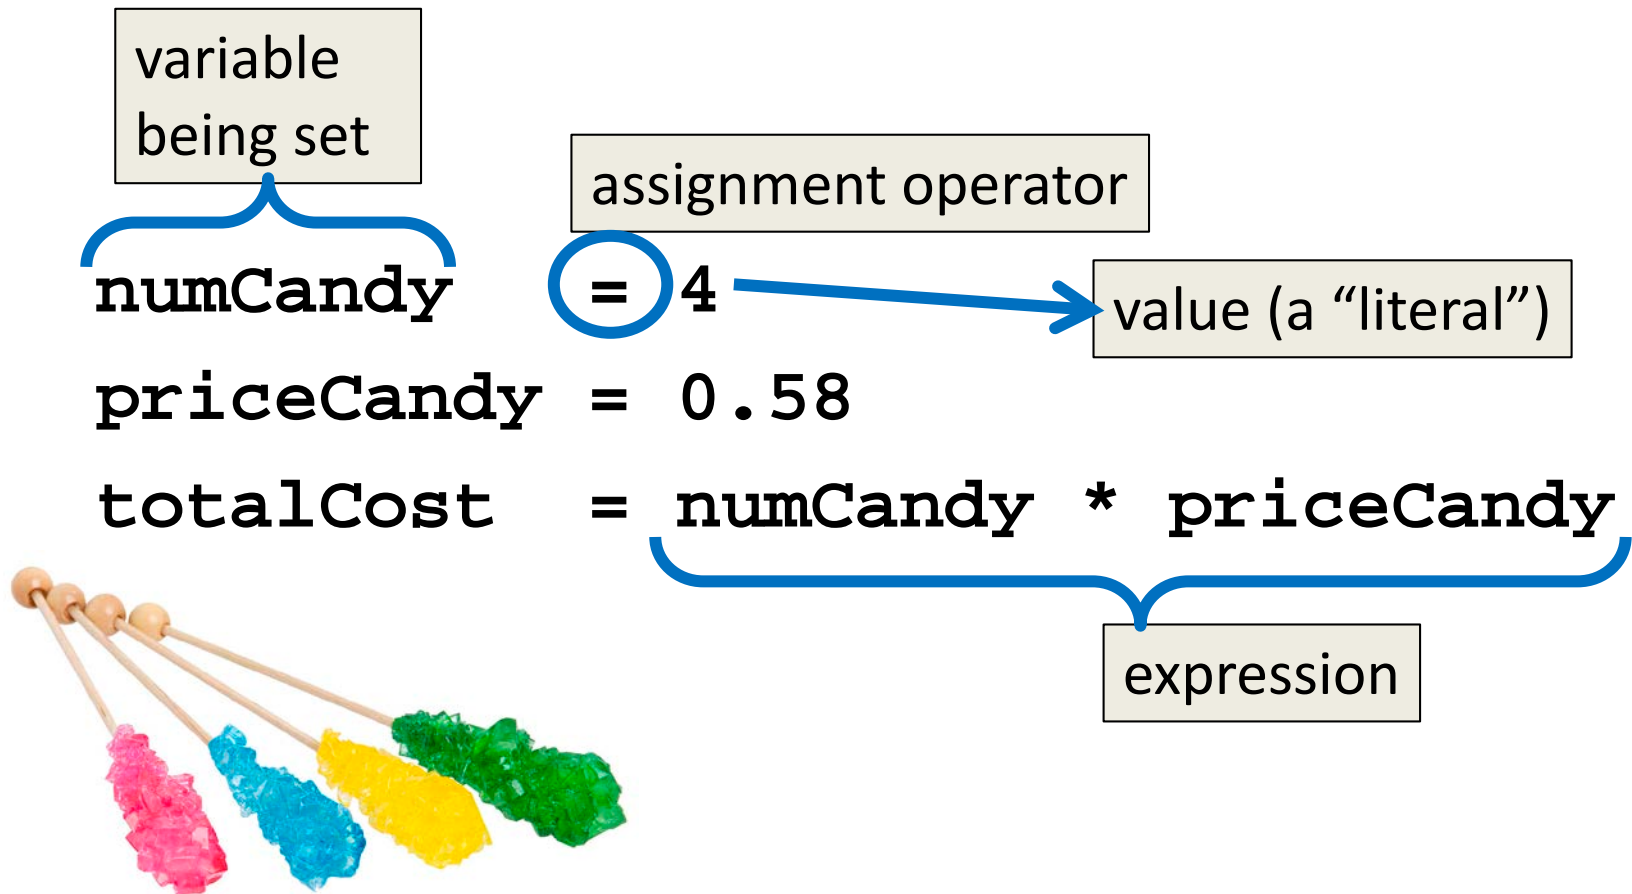 variable
being set
assignment operator
numCandy = 4
value (a “literal”)
priceCandy = 0.58
totalCost = numCandy * priceCandy
expression